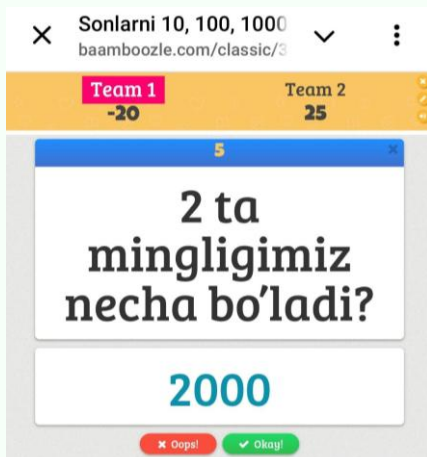 Sonlarni 10, 100, 1000
baamboozle.com/classic/3
Team 1
-20
Team 2
25
5
2 ta
mingligimiz
necha bo'ladi?
2000
Oops!
Okay!